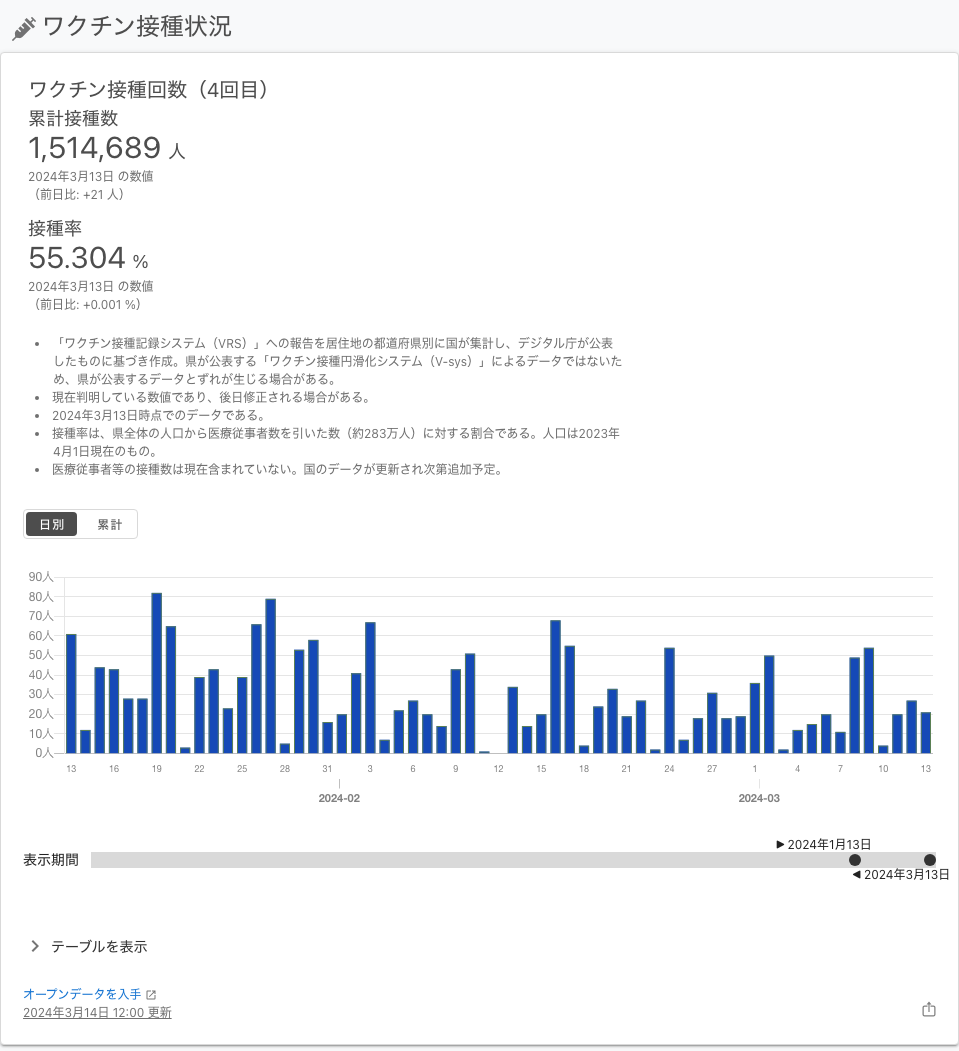 ワクチン接種状況
ワクチン接種回数（4回目）
累計接種数
1,514,689 人
2024年3月13日 の数値
（前日比: +21 人）
接種率
55.304 %
2024年3月13日 の数値
（前日比: +0.001 %）
• 「ワクチン接種記録システム（VRS）」への報告を居住地の都道府県別に国が集計し、デジタル庁が公表
したものに基づき作成。県が公表する「ワクチン接種円滑化システム（V-sys）」によるデータではないた
め、県が公表するデータとずれが生じる場合がある。
• 現在判明している数値であり、後日修正される場合がある。
• 2024年3月13日時点でのデータである。
• 接種率は、県全体の人口から医療従事者数を引いた数（約283万人）に対する割合である。人口は2023年
4月1日現在のもの。
• 医療従事者等の接種数は現在含まれていない。国のデータが更新され次第追加予定。
日別 累計
90人
80人
70人
60人
50人
40人
30人
20人
10人
0人
13 16 19 22 25 28 31 3 6 9 12 15 18 21 24 27 1 4 7 10 13
2024-02 2024-03
▶ 2024年1月13日
表示期間
◀ 2024年3月13日
テーブルを表示
オープンデータを入手
2024年3月14日 12:00 更新